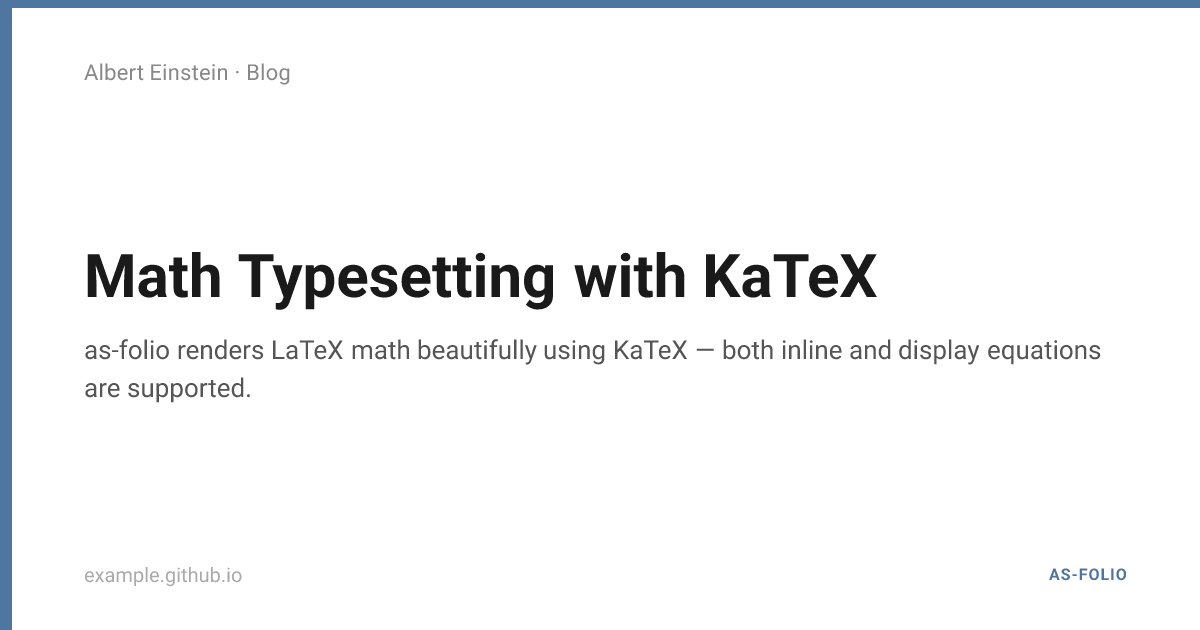 Albert Einstein · Blog
Math Typesetting with KaTeX
as-folio renders LaTeX math beautifully using KaTeX — both inline and display equations
are supported.
example.github.io
AS-FOLIO